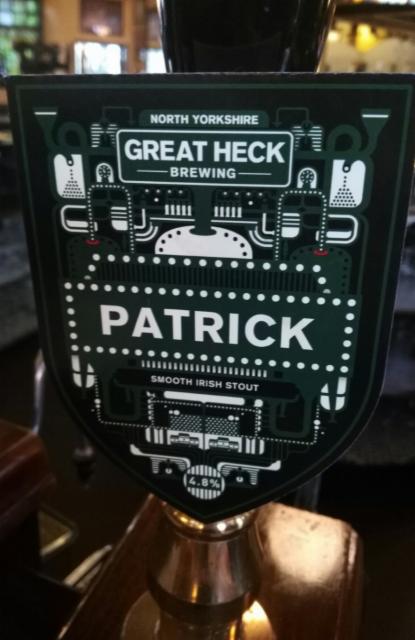 NORTH YORKSHIRE
GREAT HECK
BREWING
PATRICK
SMOOTH IRISH STOUT
4.8%